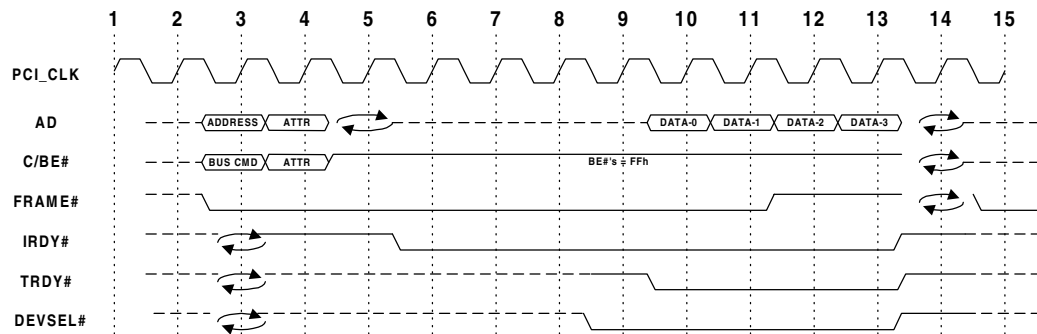 1 2 3 4 5 6 7 8 9 10 11 12 13 14 15
PCI_CLK
AD ADDRESS ATTR DATA-0 DATA-1 DATA-2 DATA-3
C/BE# BUS CMD ATTR BE#'s = FFh
FRAME#
IRDY#
TRDY#
DEVSEL#